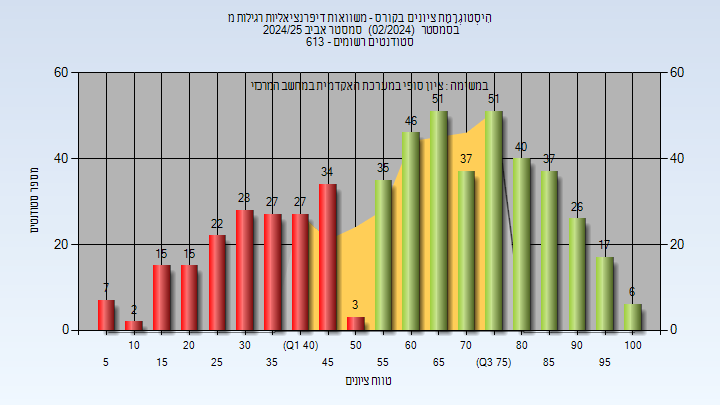 היסטוגרמת ציונים בקורס - משוואות דיפרנציאליות רגילות מ
בסמסטר (02/2024) סמסטר אביב 2024/25
סטודנטים רשומים - 613
במשימה : ציון סופי במערכת האקדמית במחשב המרכזי
60 60
40 40
20 20
0 0
מספר סטודנטים
7 2 15 15 22 28 27 27 34 3 35 46 51 37 51 40 37 26 17 6
10 20 30 (Q1 40) 50 60 70 80 90 100
5 15 25 35 45 55 65 (Q3 75) 85 95
טווח ציונים